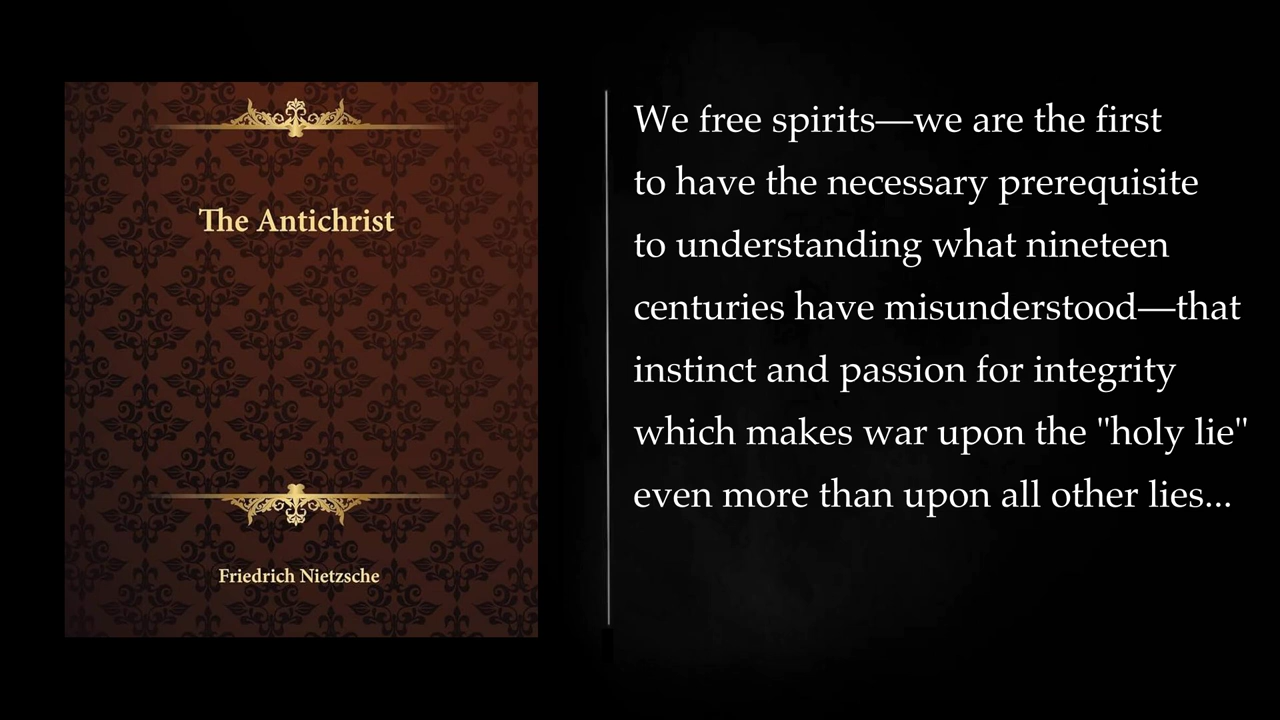 The Antichrist
Friedrich Nietzsche
We free spirits—we are the first
to have the necessary prerequisite
to understanding what nineteen
centuries have misunderstood—that
instinct and passion for integrity
which makes war upon the "holy lie"
even more than upon all other lies...